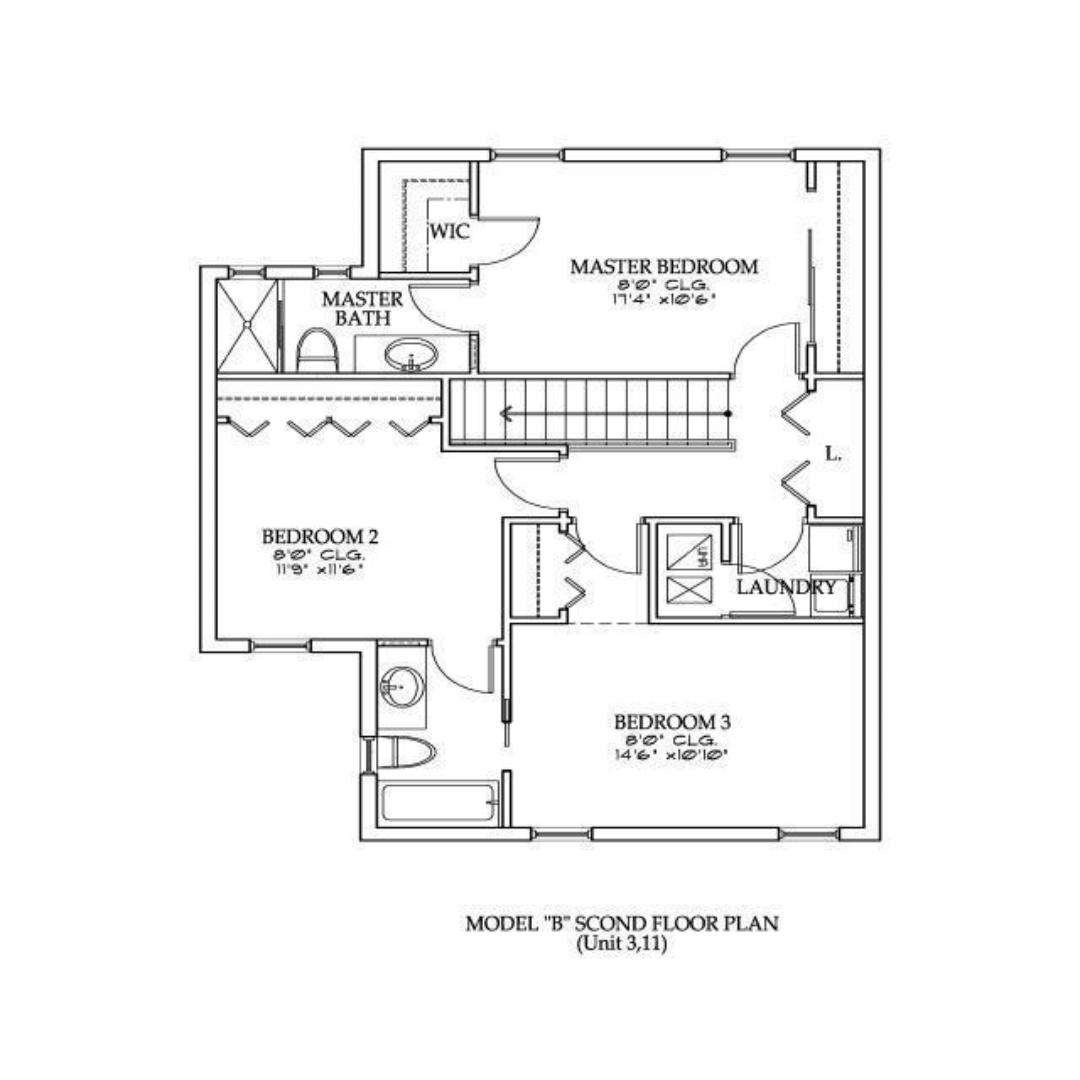 WIC
MASTER BEDROOM
8'0" CLG.
17'4" x10'6"
MASTER
BATH
L.
BEDROOM 2
8'0" CLG.
11'9" x11'6"
LAUNDRY
BEDROOM 3
8'0" CLG.
14'6" x10'10"
MODEL "B" SCOND FLOOR PLAN
(Unit 3,11)